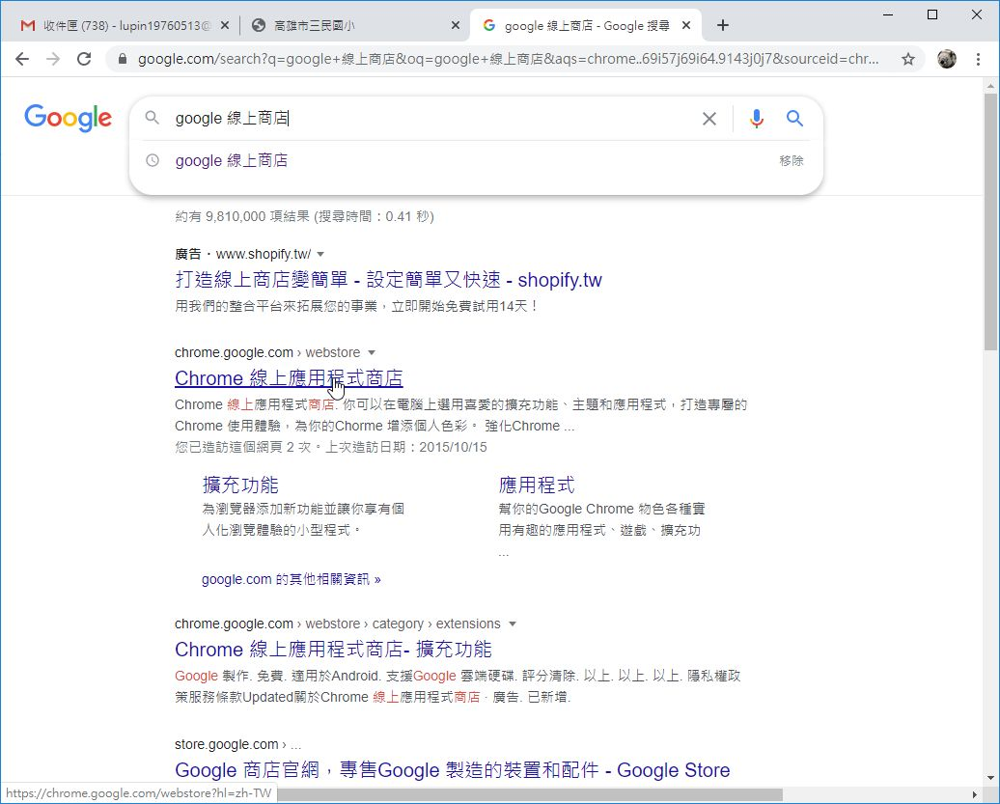 收件匣 (738) - lupin19760513@
高雄市三民國小
google 線上商店 - Google 搜尋
google.com/search?q=google+線上商店&oq=google+線上商店&aqs=chrome..69i57j69i64.9143j0j7&sourceid=chr...
Google
google 線上商店
google 線上商店
移除
約有 9,810,000 項結果 (搜尋時間：0.41 秒)
廣告・www.shopify.tw/
打造線上商店變簡單 - 設定簡單又快速 - shopify.tw
用我們的整合平台來拓展您的事業，立即開始免費試用14天！
chrome.google.com › webstore
Chrome 線上應用程式商店
Chrome 線上應用程式商店. 你可以在電腦上選用喜愛的擴充功能、主題和應用程式，打造專屬的
Chrome 使用體驗，為你的Chorme 增添個人色彩。 強化Chrome ...
您已造訪這個網頁 2 次。上次造訪日期：2015/10/15
擴充功能
為瀏覽器添加新功能並讓你享有個
人化瀏覽體驗的小型程式。
應用程式
幫你的Google Chrome 物色各種實
用有趣的應用程式、遊戲、擴充功
...
google.com 的其他相關資訊 »
chrome.google.com › webstore › category › extensions
Chrome 線上應用程式商店- 擴充功能
Google 製作. 免費. 適用於Android. 支援Google 雲端硬碟. 評分清除. 以上. 以上. 以上. 隱私權政
策服務條款Updated關於Chrome 線上應用程式商店 · 廣告. 已新增.
store.google.com › ...
Google 商店官網，專售Google 製造的裝置和配件 - Google Store
https://chrome.google.com/webstore?hl=zh-TW